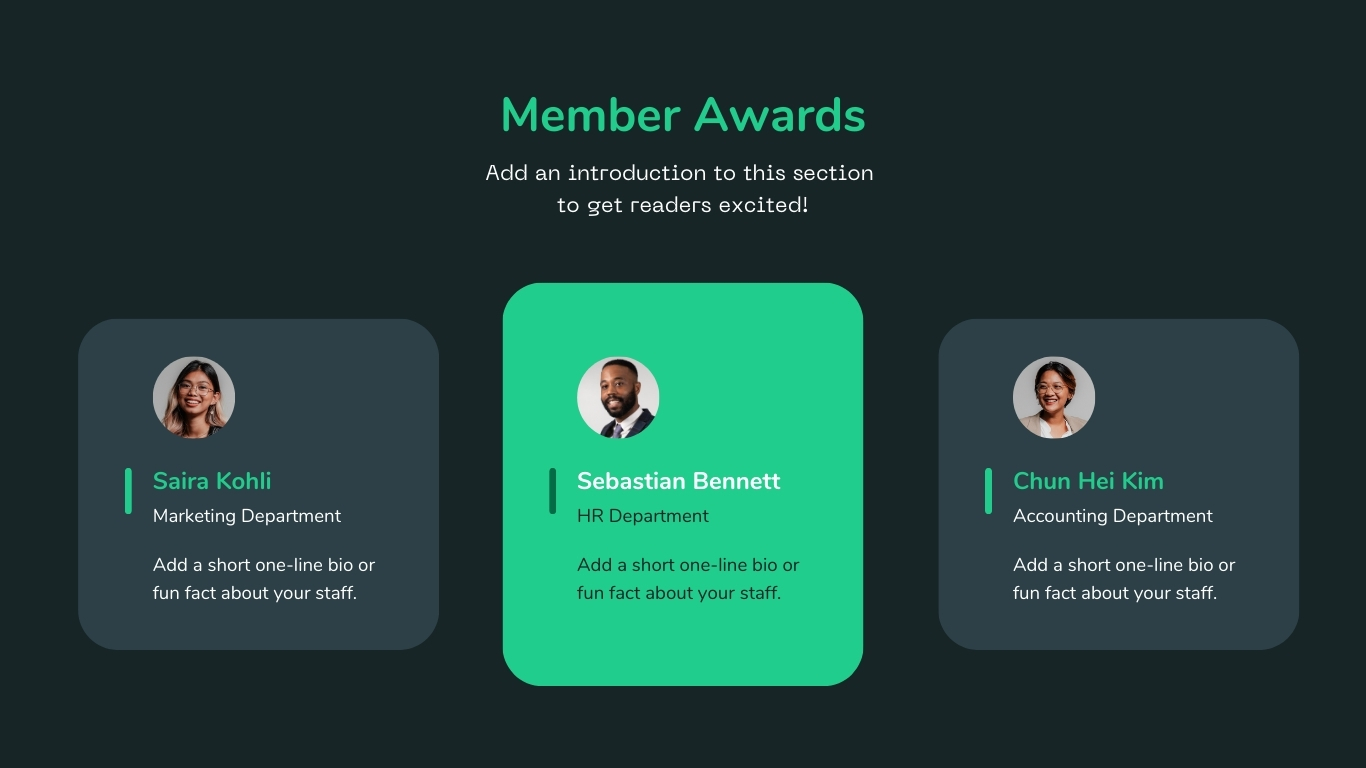 Member Awards
Add an introduction to this section
to get readers excited!
Saira Kohli
Marketing Department
Add a short one-line bio or
fun fact about your staff.
Sebastian Bennett
HR Department
Add a short one-line bio or
fun fact about your staff.
Chun Hei Kim
Accounting Department
Add a short one-line bio or
fun fact about your staff.